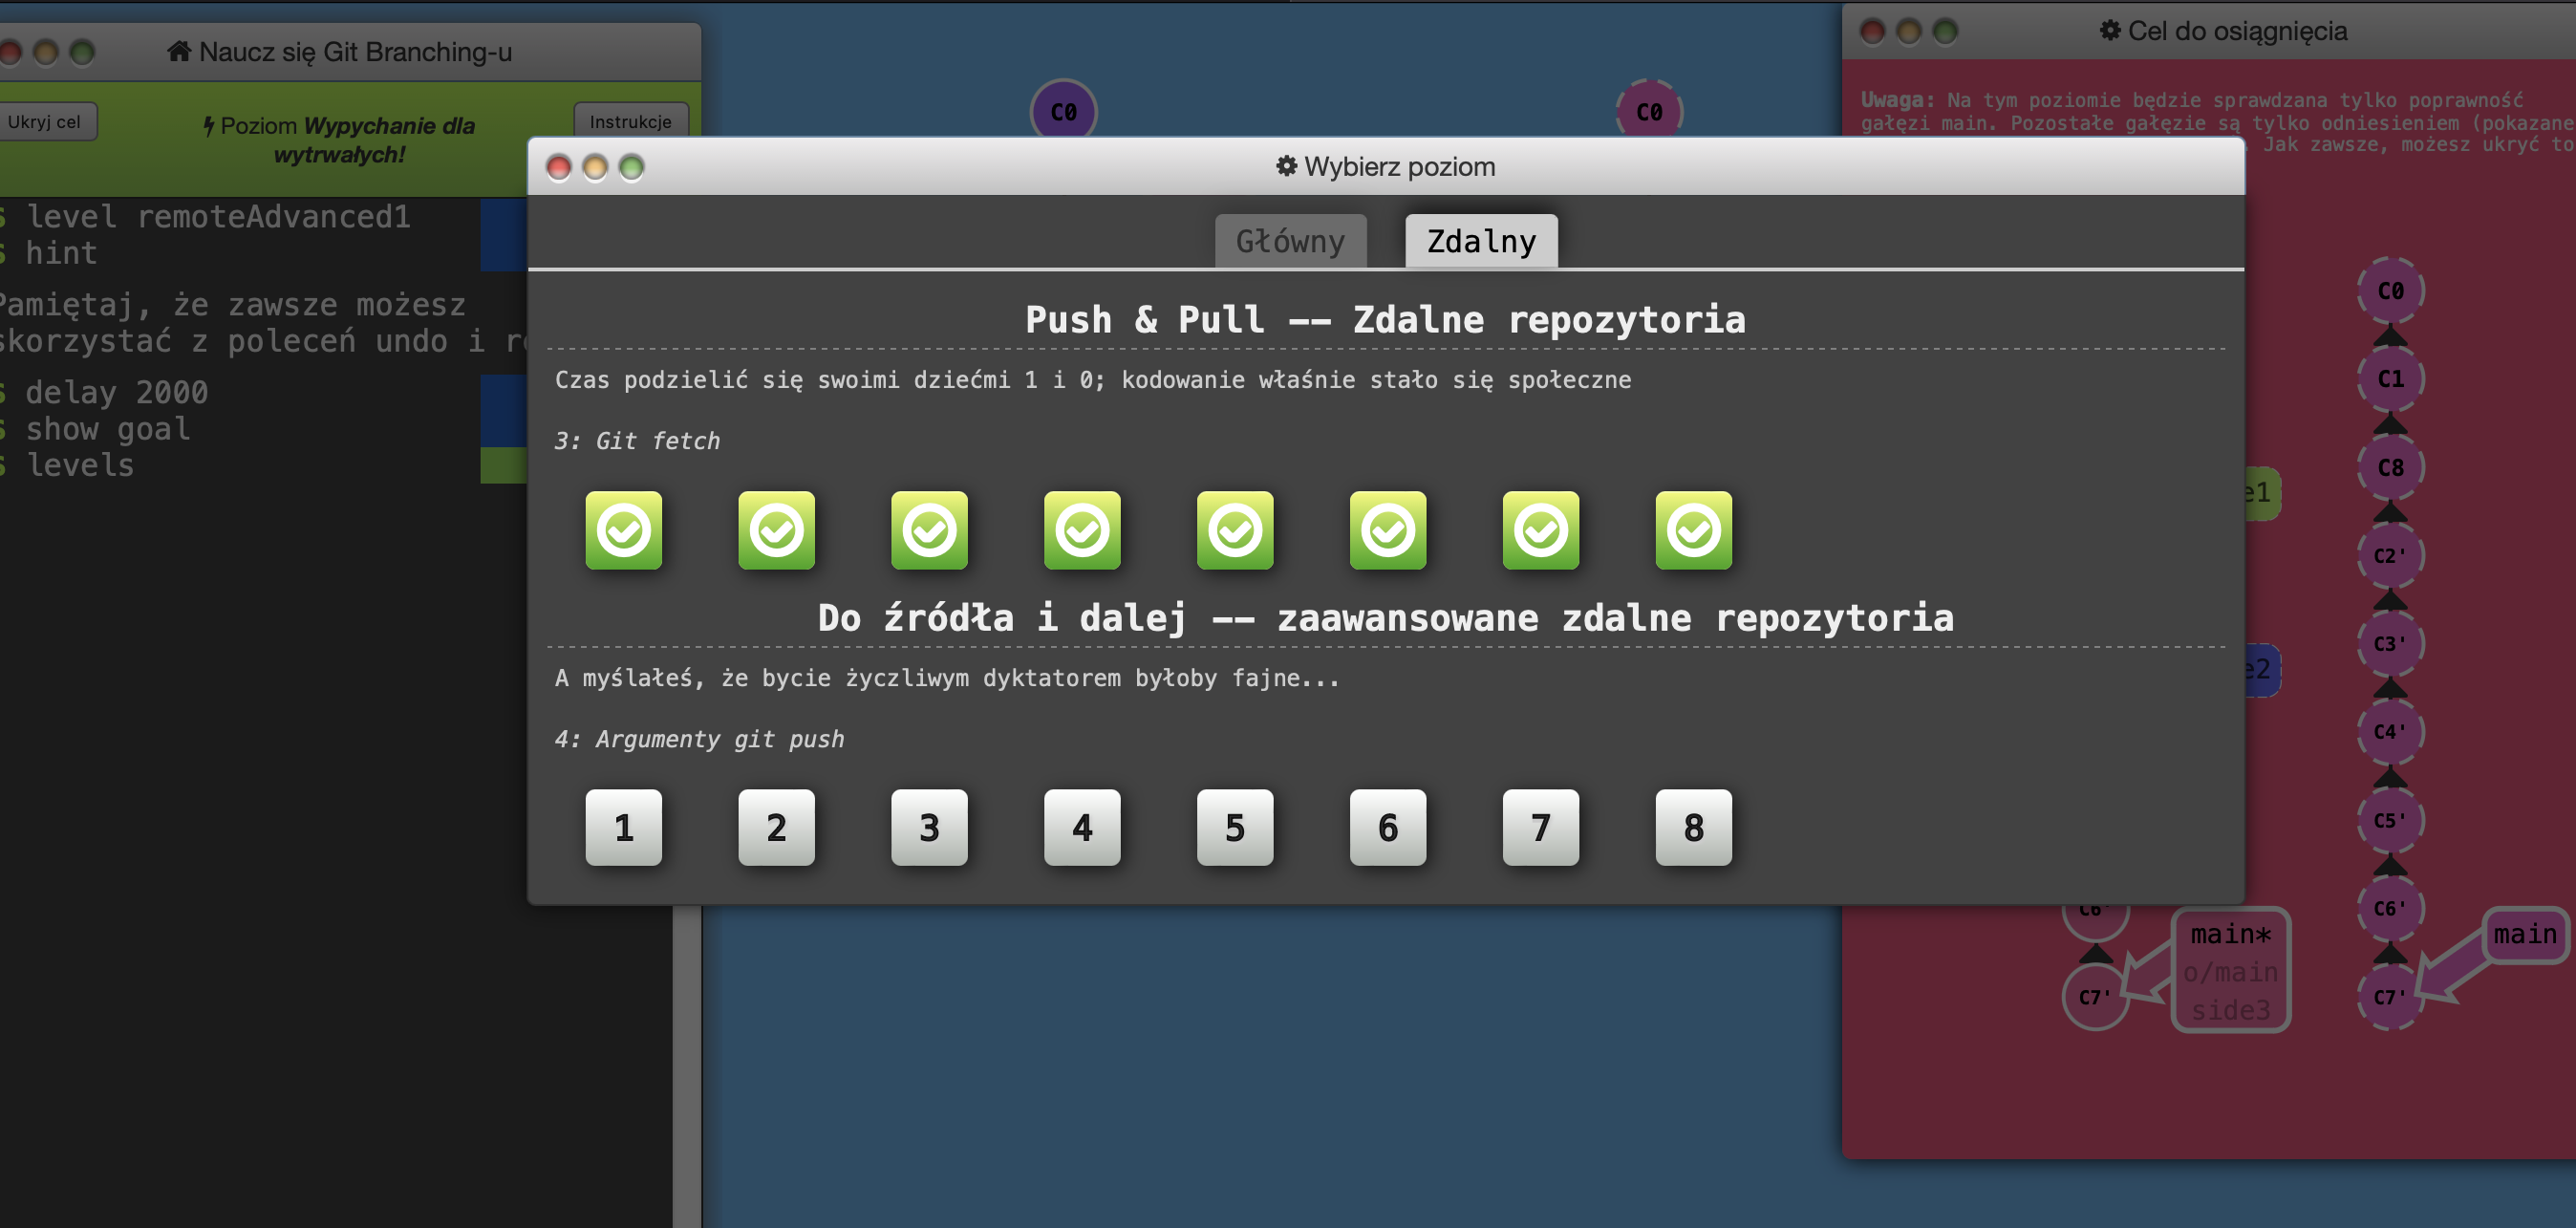 Naucz się Git Branching-u
Ukryj cel
Poziom Wypychanie dla
wytrwałych!
Instrukcje
$ level remoteAdvanced1
$ hint
Pamiętaj, że zawsze możesz
skorzystać z poleceń undo i
$ delay 2000
$ show goal
$ levels
C0
C0
Wybierz poziom
Główny
Zdalny
Push & Pull -- Zdalne repozytoria
Czas podzielić się swoimi dziećmi 1 i 0; kodowanie właśnie stało się społeczne
3: Git fetch
Do źródła i dalej -- zaawansowane zdalne repozytoria
A myślałeś, że bycie życzliwym dyktatorem byłoby fajne...
4: Argumenty git push
1 2 3 4 5 6 7 8
Cel do osiągnięcia
Uwaga: Na tym poziomie będzie sprawdzana tylko poprawność
gałęzi main. Pozostałe gałęzie są tylko odniesieniem (pokazane
. Jak zawsze, możesz ukryć to
C0
C1
C8
e1
C2'
C3'
e2
C4'
C5'
C6'
C6'
main*
o/main
side3
main
C7'
C7'